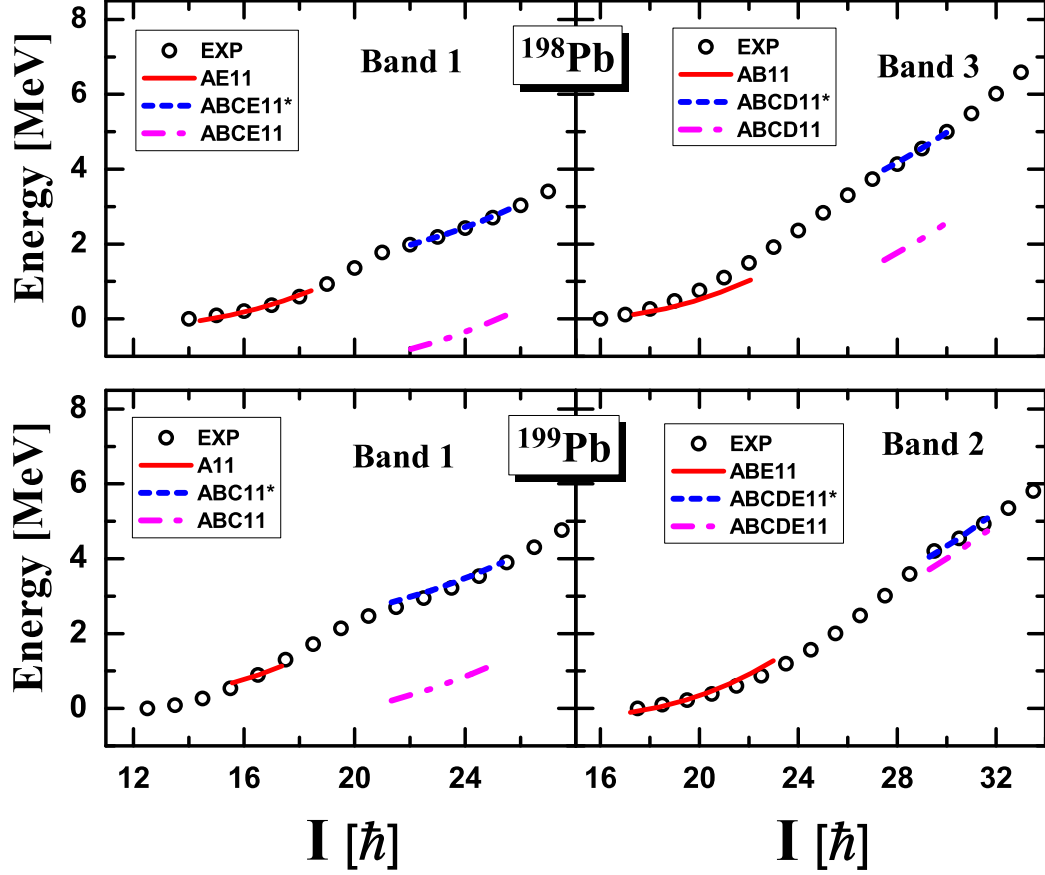 8
6
4
2
0
Energy [MeV]
EXP
AE11
ABCE11*
ABCE11
Band 1
198Pb
EXP
AB11
ABCD11*
ABCD11
Band 3
8
6
4
2
0
Energy [MeV]
EXP
A11
ABC11*
ABC11
Band 1
199Pb
EXP
ABE11
ABCDE11*
ABCDE11
Band 2
12 16 20 24 16 20 24 28 32
I [ħ] I [ħ]